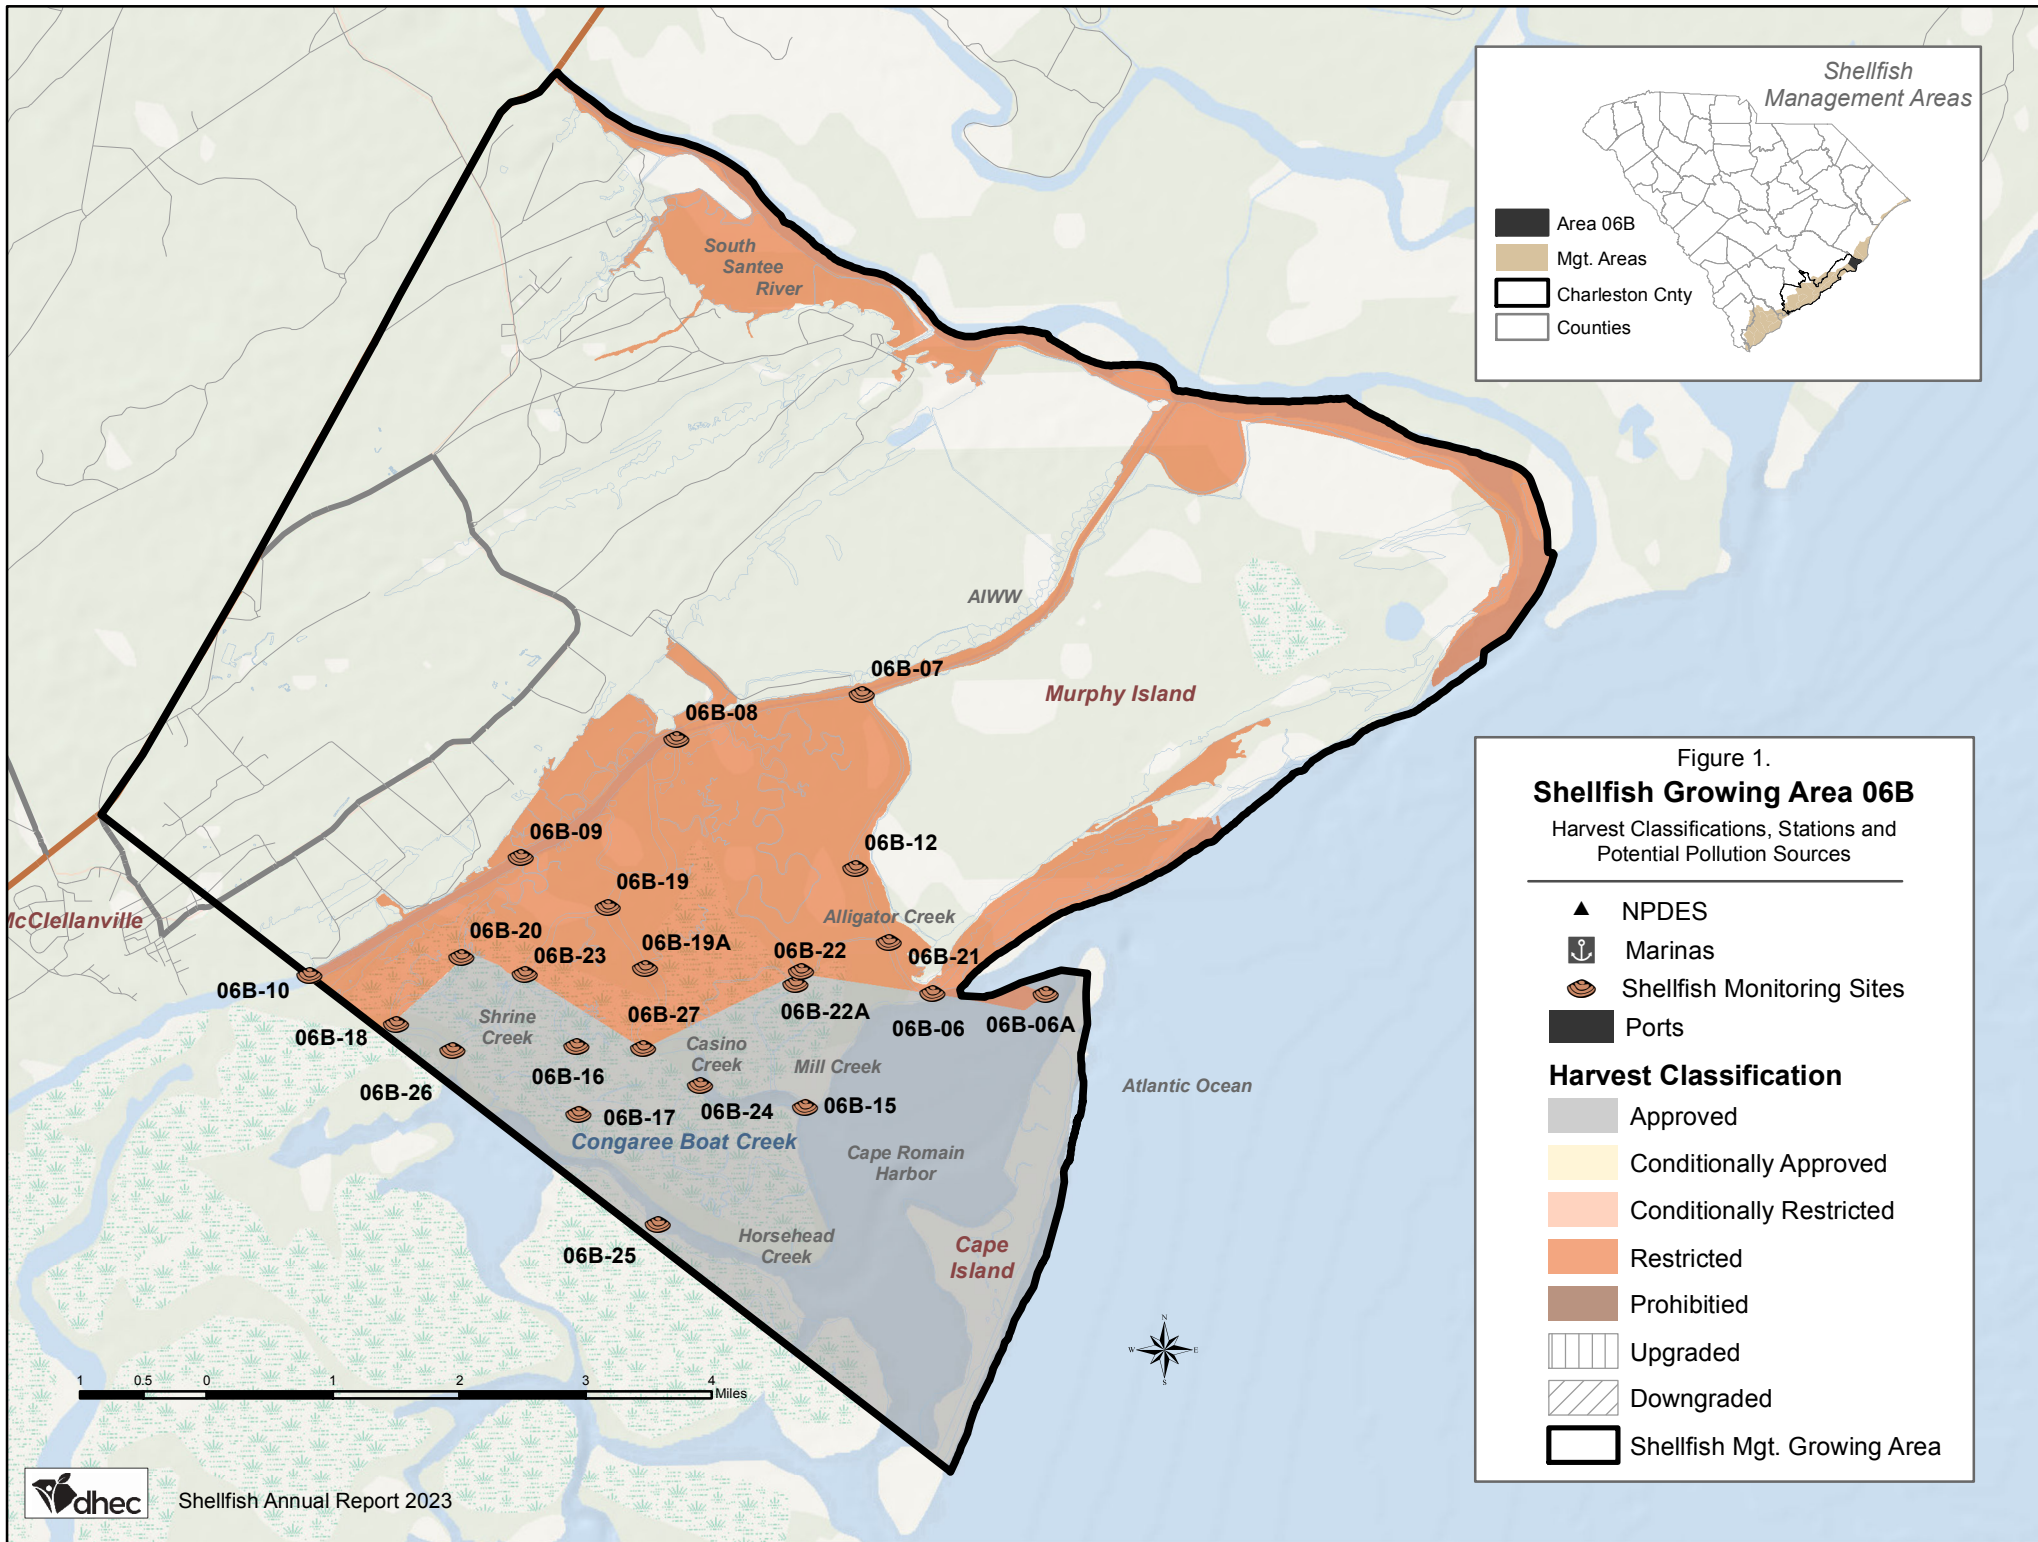 Shellfish
Management Areas
Area 06B
Mgt. Areas
Charleston Cnty
Counties
South
Santee
River
AIWW
06B-07
Murphy Island
06B-08
06B-09
06B-12
06B-19
Alligator Creek
McClellanville
06B-20
06B-23
06B-19A
06B-22
06B-21
06B-10
06B-18
Shrine
Creek
06B-27
06B-22A
06B-06
06B-06A
Casino
Creek
Mill Creek
06B-16
06B-26
06B-17
06B-24
06B-15
Atlantic Ocean
Congaree Boat Creek
Cape Romain
Harbor
Horsehead
Creek
06B-25
Cape
Island
Figure 1.
Shellfish Growing Area 06B
Harvest Classifications, Stations and
Potential Pollution Sources
NPDES
Marinas
Shellfish Monitoring Sites
Ports
Harvest Classification
Approved
Conditionally Approved
Conditionally Restricted
Restricted
Prohibitied
Upgraded
Downgraded
Shellfish Mgt. Growing Area
N
W E
S
1 0.5 0 1 2 3 4
Miles
dhec
Shellfish Annual Report 2023